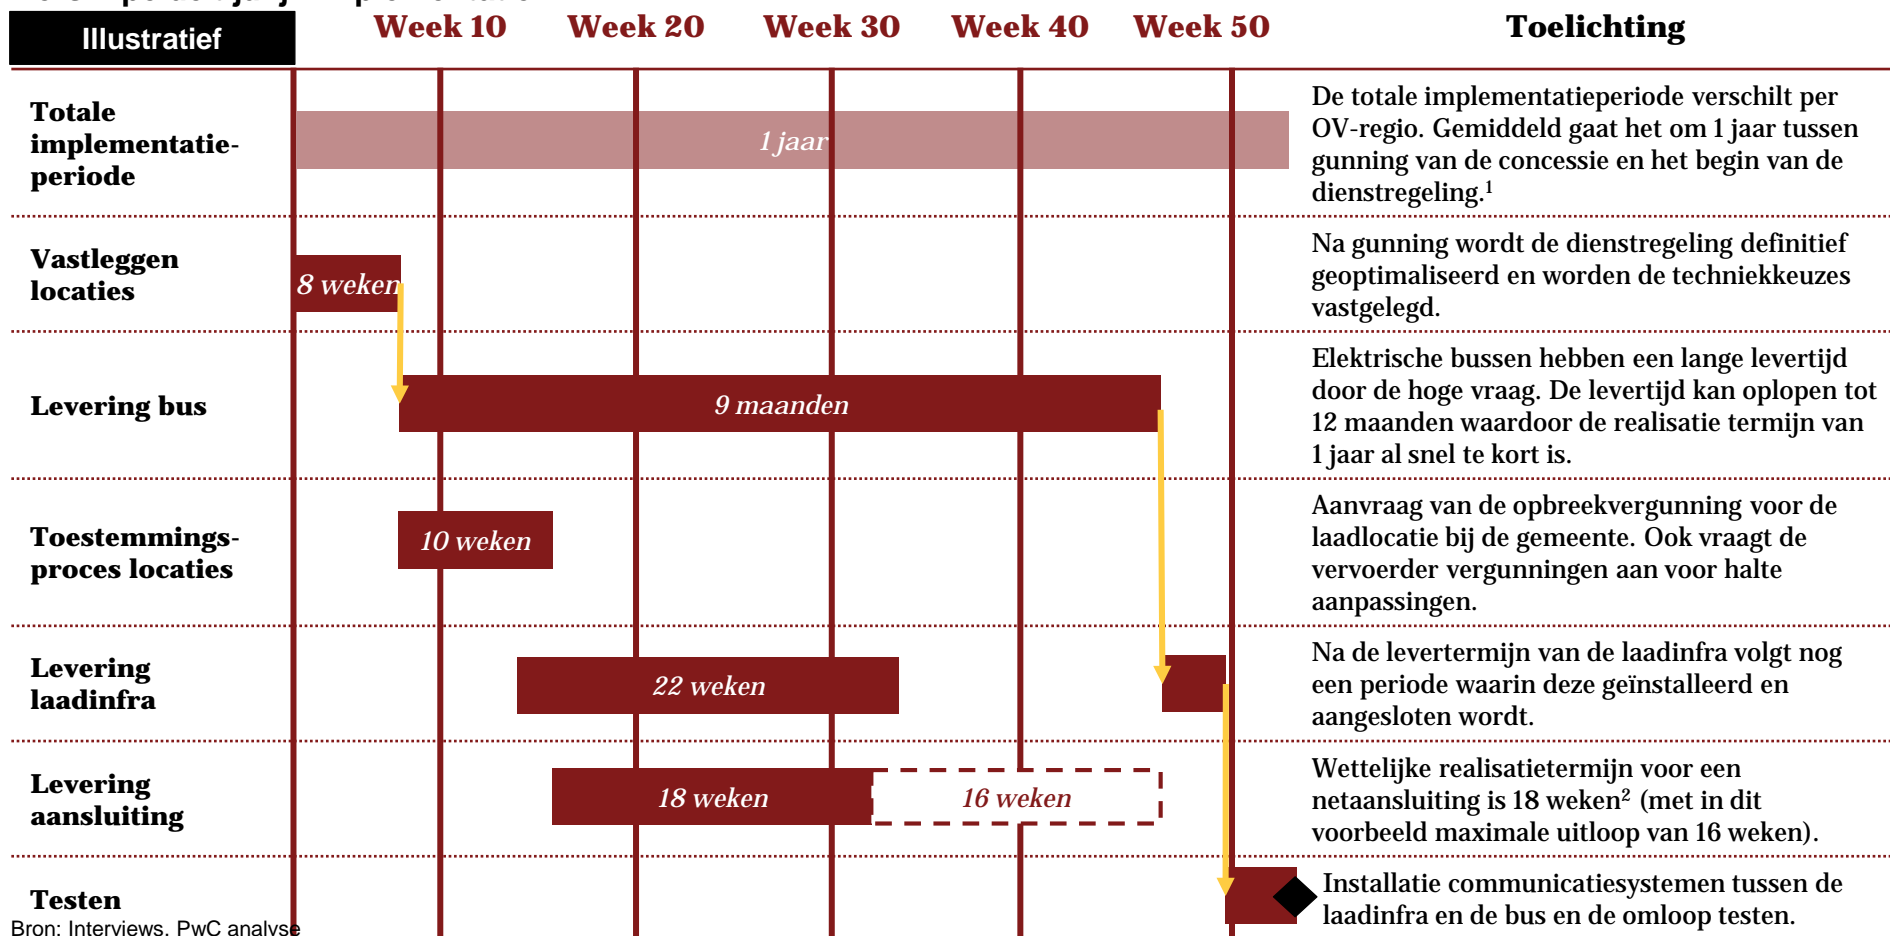 Illustratief
Week 10
Week 20
Week 30
Week 40
Week 50
Toelichting
Totale
implementatie-
periode
1 jaar
De totale implementatieperiode verschilt per
OV-regio. Gemiddeld gaat het om 1 jaar tussen
gunning van de concessie en het begin van de
dienstregeling.¹
Vastleggen
locaties
8 weken
Na gunning wordt de dienstregeling definitief
geoptimaliseerd en worden de techniekkeuzes
vastgelegd.
Levering bus
9 maanden
Elektrische bussen hebben een lange levertijd
door de hoge vraag. De levertijd kan oplopen tot
12 maanden waardoor de realisatie termijn van
1 jaar al snel te kort is.
Toestemmings-
proces locaties
10 weken
Aanvraag van de opbreekvergunning voor de
laadlocatie bij de gemeente. Ook vraagt de
vervoerder vergunningen aan voor halte
aanpassingen.
Levering
laadinfra
22 weken
Na de levertermijn van de laadinfra volgt nog
een periode waarin deze geïnstalleerd en
aangesloten wordt.
Levering
aansluiting
18 weken
16 weken
Wettelijke realisatietermijn voor een
netaansluiting is 18 weken² (met in dit
voorbeeld maximale uitloop van 16 weken).
Testen
Installatie communicatiesystemen tussen de
laadinfra en de bus en de omloop testen.
Bron: Interviews, PwC analyse